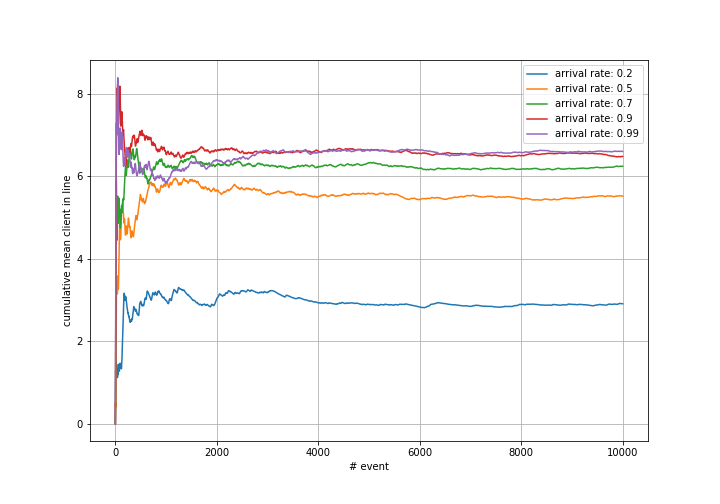 arrival rate: 0.2
arrival rate: 0.5
arrival rate: 0.7
arrival rate: 0.9
arrival rate: 0.99
cumulative mean client in line
8
6
4
2
0
0 2000 4000 6000 8000 10000
# event